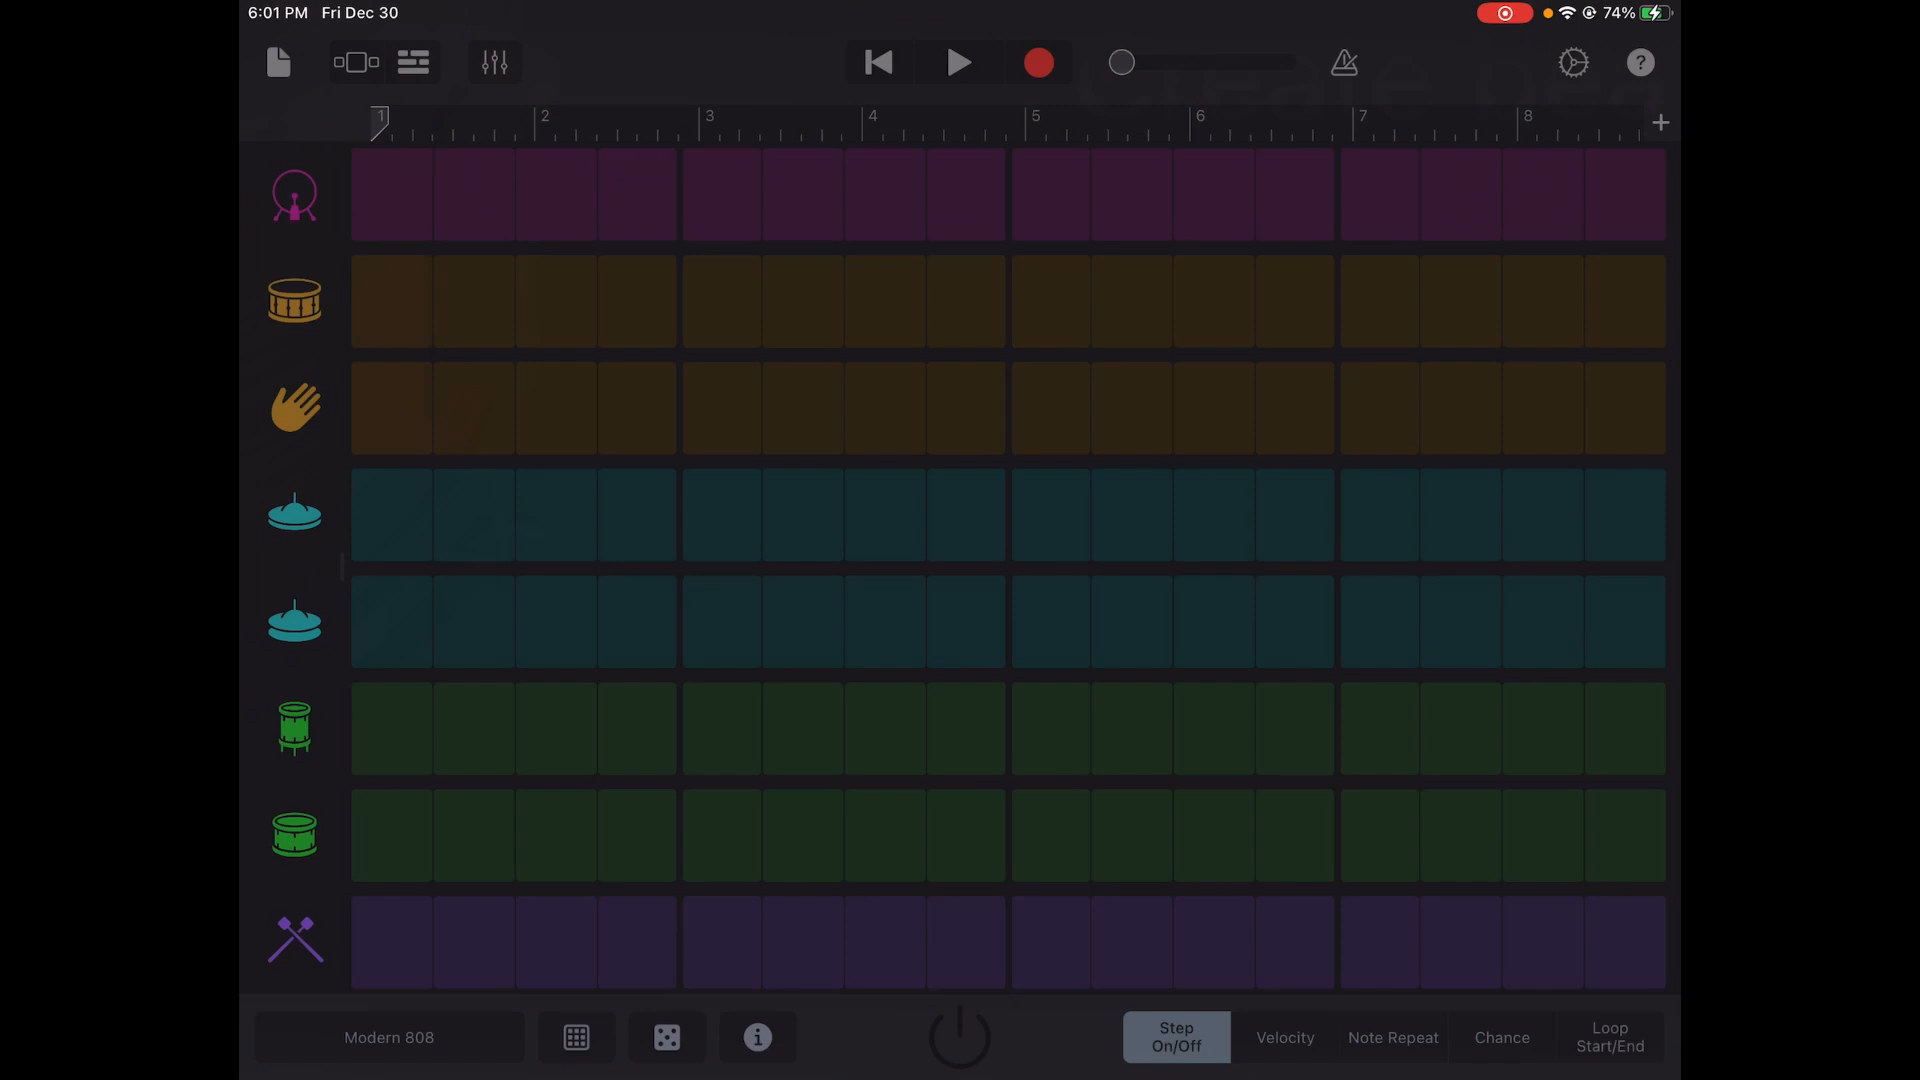 6:01 PM Fri Dec 30
74%
?
1 2 3 4 5 6 7 8 +
Modern 808
Step
On/Off
Velocity
Note Repeat
Chance
Loop
Start/End